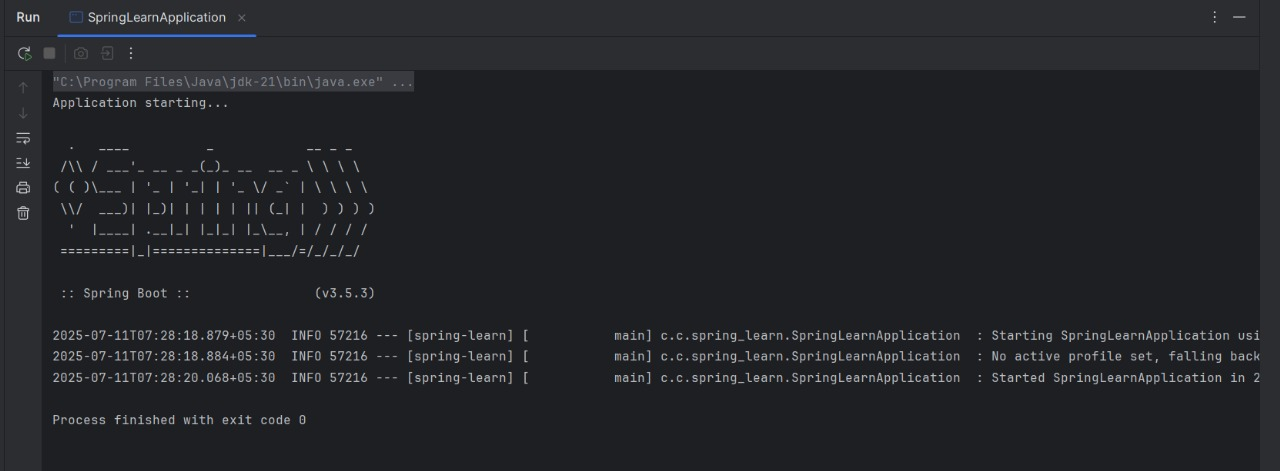 Run SpringLearnApplication
"C:\Program Files\Java\jdk-21\bin\java.exe" ...
Application starting...
  .   ____          _            __ _ _
 /\\ / ___'_ __ _ _(_)_ __  __ _ \ \ \ \
( ( )\___ | '_ | '_| | '_ \/ _` | \ \ \ \
 \\/  ___)| |_)| | | | | || (_| |  ) ) ) )
  '  |____| .__|_| |_|_| |_\__, | / / / /
 =========|_|==============|___/=/_/_/_/
 :: Spring Boot ::                (v3.5.3)
2025-07-11T07:28:18.879+05:30  INFO 57216 --- [spring-learn] [           main] c.c.spring_learn.SpringLearnApplication  : Starting SpringLearnApplication usi
2025-07-11T07:28:18.884+05:30  INFO 57216 --- [spring-learn] [           main] c.c.spring_learn.SpringLearnApplication  : No active profile set, falling back
2025-07-11T07:28:20.068+05:30  INFO 57216 --- [spring-learn] [           main] c.c.spring_learn.SpringLearnApplication  : Started SpringLearnApplication in 2
Process finished with exit code 0